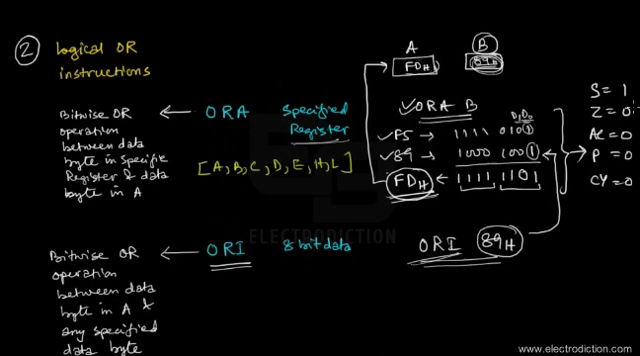 2 logical OR
instructions
Bitwise OR
operation
between data
byte in specific
Register & data
byte in A
← ORA Specified
Register
[A, B, C, D, E, H, L]
A B
FDH 89H
✓ORA B
D1 D0
✓F5 → 1111 0101
✓89 → 1000 1001
FDH ← 1111 1101
S = 1
Z = 0
AC = 0
P = 0
CY = 0
ELECTRODICTION
Bitwise OR
operation
between data
byte in A &
any specified
data byte
← ORI 8 bit data
ORI 89H
www.electrodiction.com